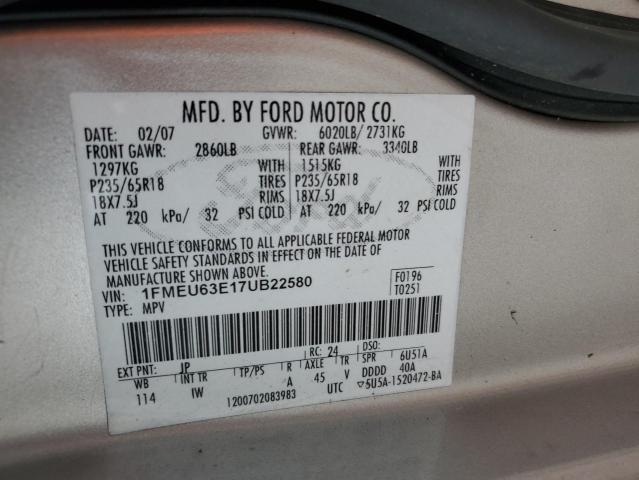 MFD. BY FORD MOTOR CO.
DATE: 02/07 GVWR: 6020LB/ 2731KG
FRONT GAWR: 2860LB REAR GAWR: 3340LB
1297KG WITH 1515KG WITH
P235/65R18 TIRES P235/65R18 TIRES
18X7.5J RIMS 18X7.5J RIMS
AT 220 kPa/ 32 PSI COLD AT 220 kPa/ 32 PSI COLD
THIS VEHICLE CONFORMS TO ALL APPLICABLE FEDERAL MOTOR
VEHICLE SAFETY STANDARDS IN EFFECT ON THE DATE OF
MANUFACTURE SHOWN ABOVE.
VIN: 1FMEU63E17UB22580 F0196
TYPE: MPV T0251
EXT PNT: JP RC: 24 DSO:
WB INT TR TP/PS R AXLE TR SPR 6U51A
114 IW A 45 V DDDD 40A
1200702083983 UTC ▽5U5A-1520472-BA
Ford